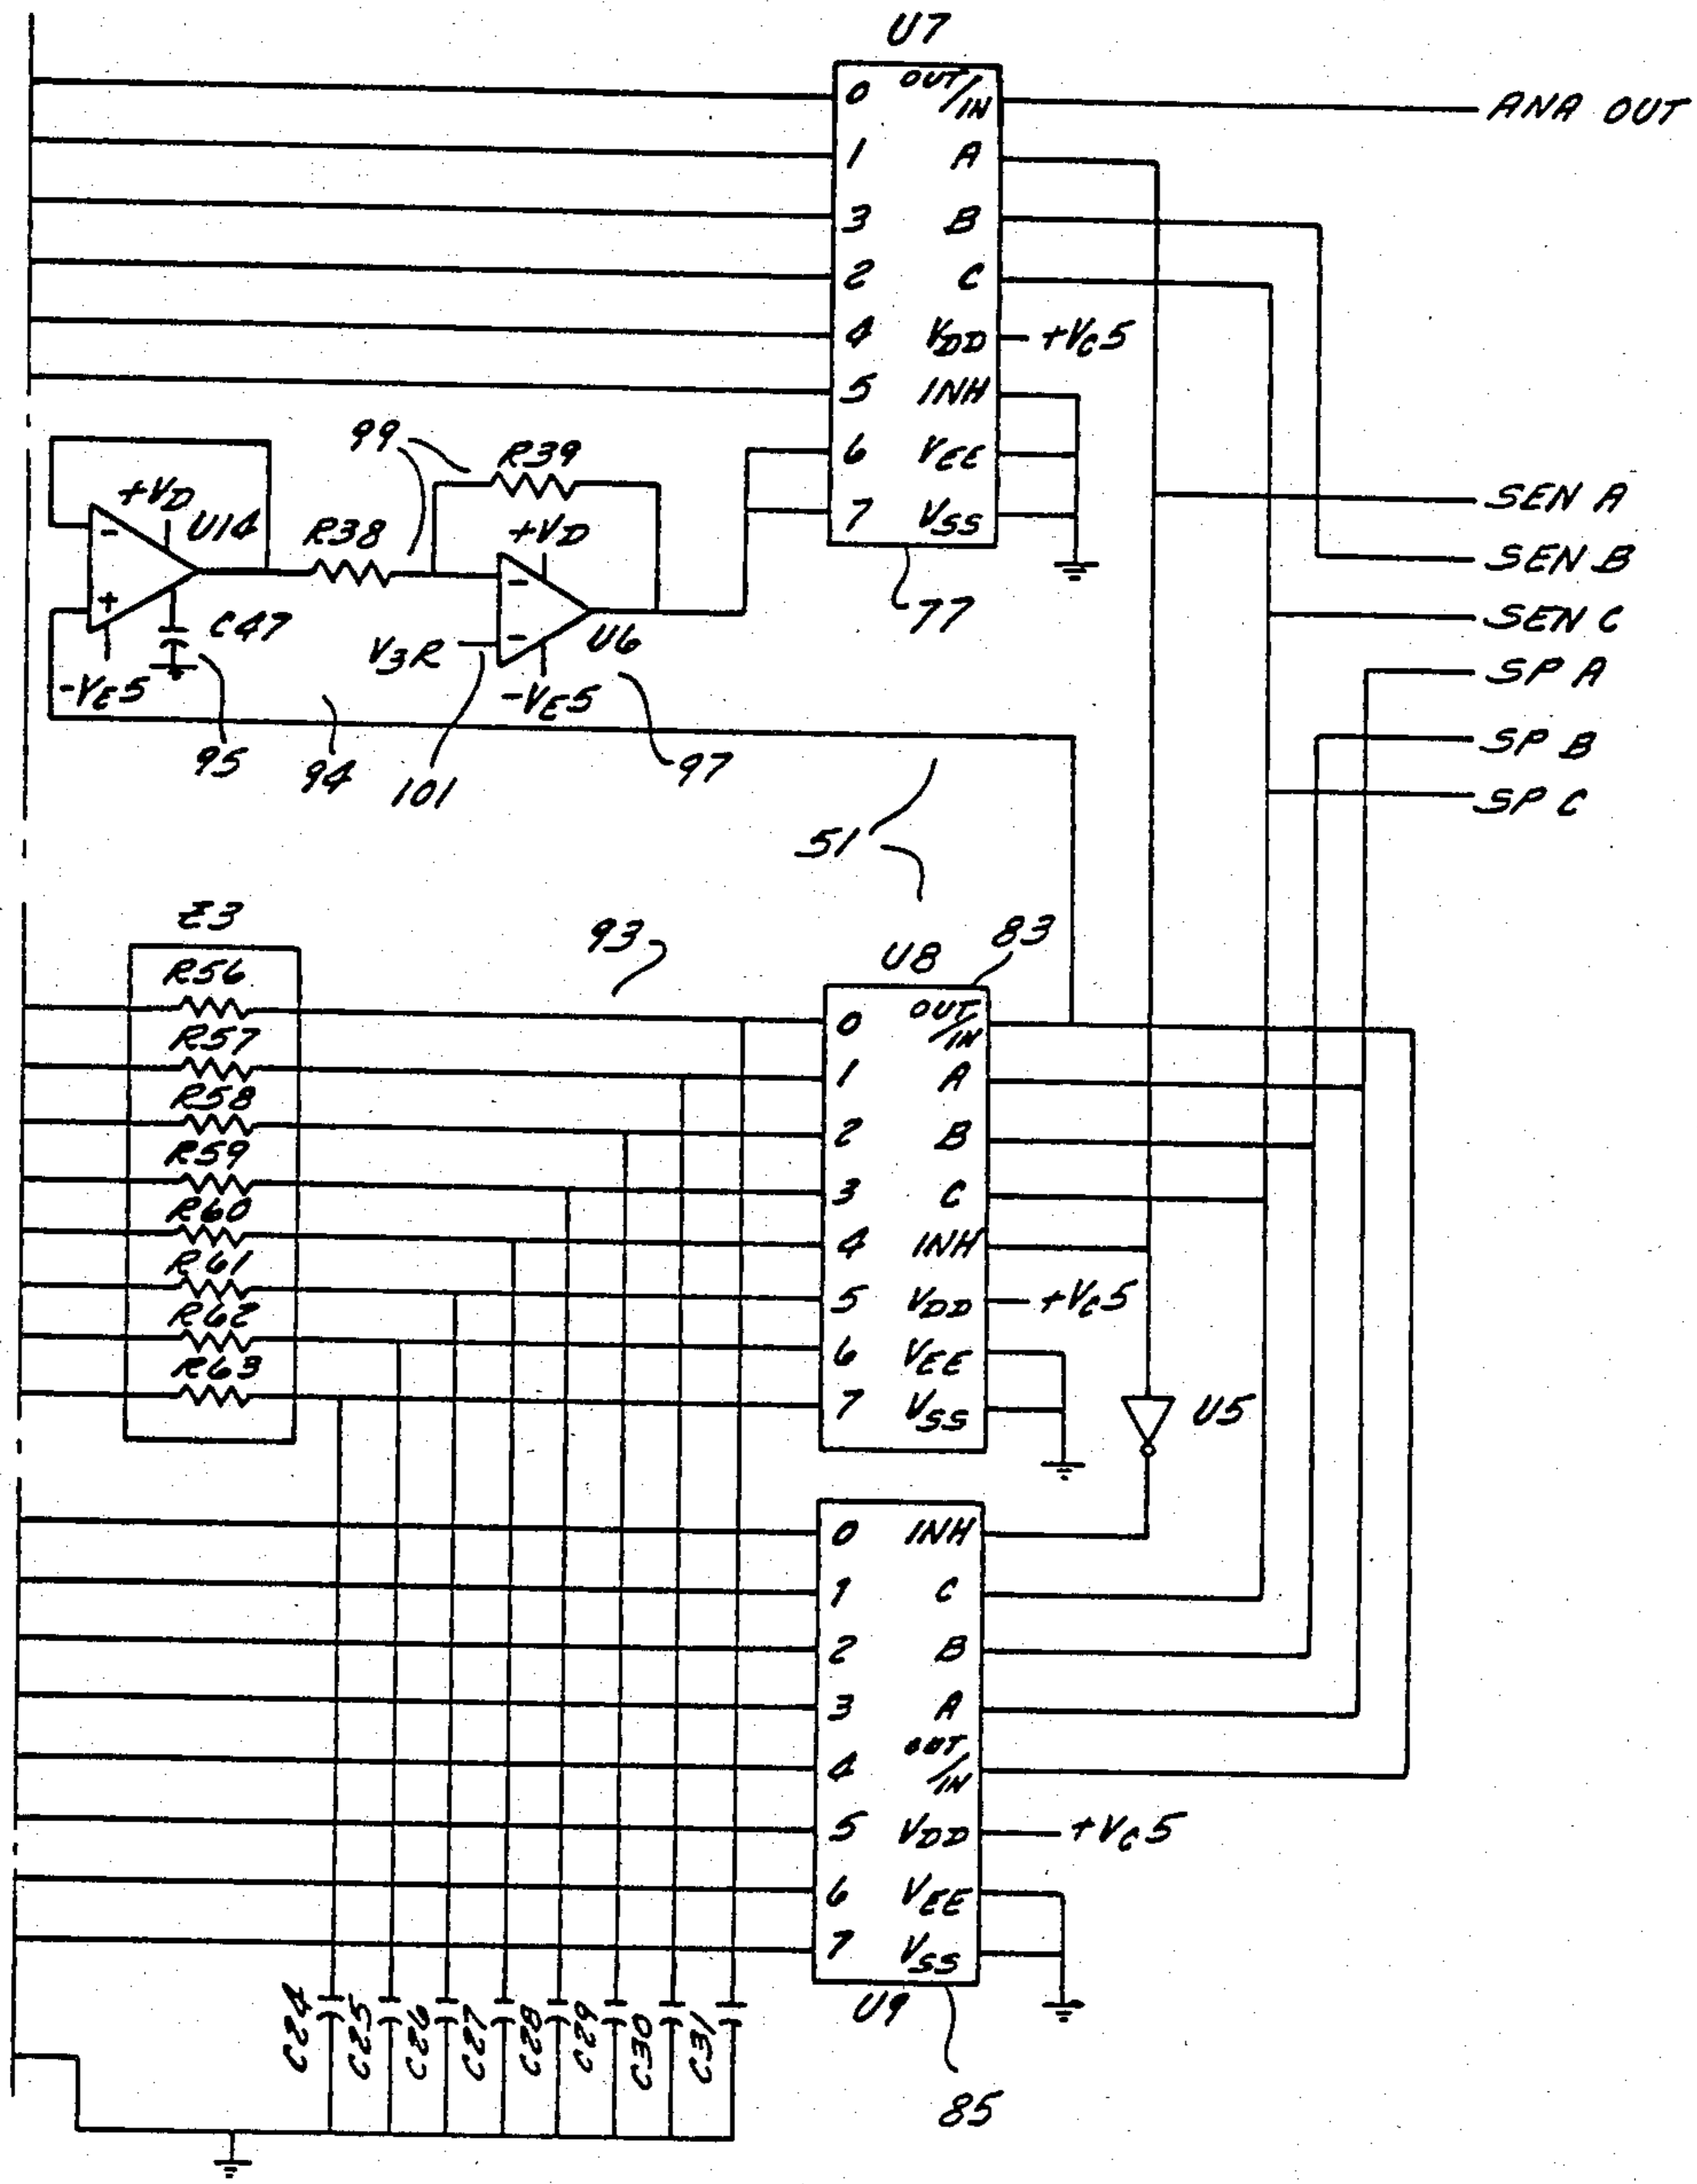 U7
0 OUT/IN
ANA OUT
1 A
3 B
2 C
4 VDD +VC5
5 INH
6 VEE
7 VSS
77
99
R39
+VD
U14
R38
+VD
-
+
-
-
C47
V3R
U6
-VE5
-VE5
95
94
101
97
SEN A
SEN B
SEN C
SP A
SP B
SP C
51
Z3
93
U8
83
R56
R57
R58
R59
R60
R61
R62
R63
0 OUT/IN
1 A
2 B
3 C
4 INH
5 VDD +VC5
6 VEE
7 VSS
U5
0 INH
1 C
2 B
3 A
4 OUT/IN
5 VDD +VC5
6 VEE
7 VSS
U9
85
C24
C25
C26
C27
C28
C29
C30
C31